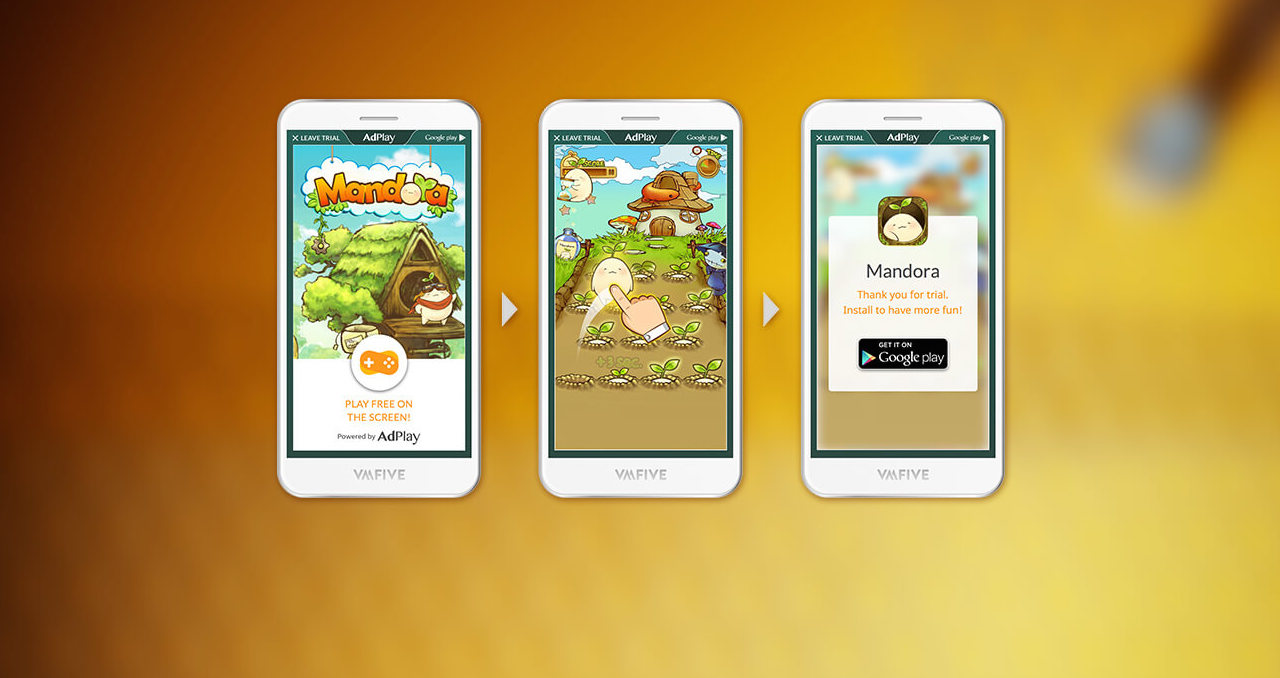 LEAVE TRIAL AdPlay Google play
Mandora
PLAY FREE ON
THE SCREEN!
Powered by AdPlay
VMFIVE
LEAVE TRIAL AdPlay Google play
VMFIVE
LEAVE TRIAL AdPlay Google play
Mandora
Thank you for trial.
Install to have more fun!
GET IT ON
Google play
VMFIVE